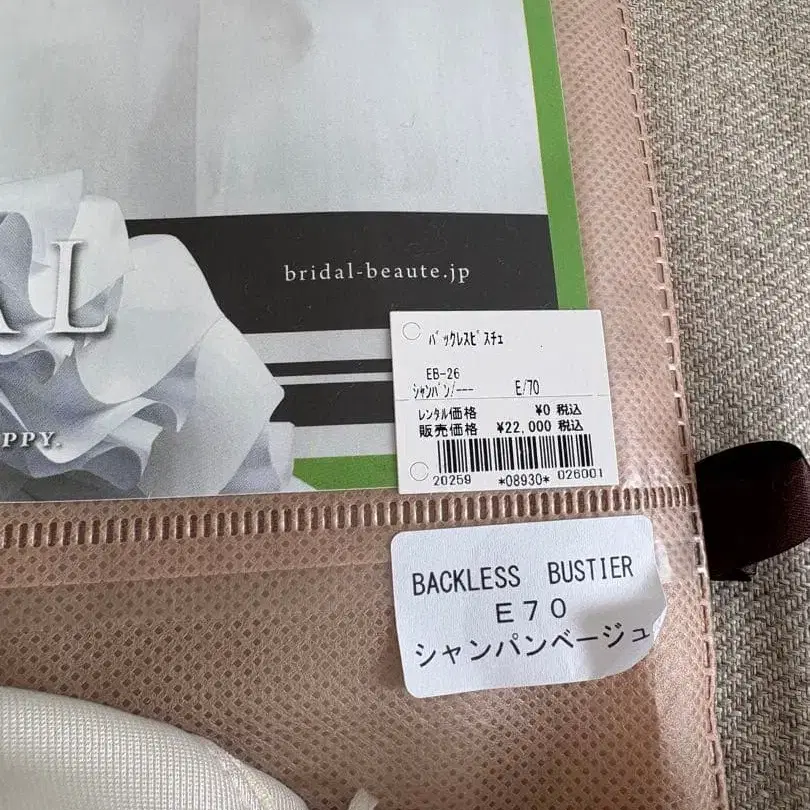 bridal-beaute.jp
AL
PPY.
バックレスビスチェ
EB-26
シャンパン/--- E/70
レンタル価格 ¥0 税込
販売価格 ¥22,000 税込
20259 *08930* 026001
BACKLESS BUSTIER
E70
シャンパンベージュ